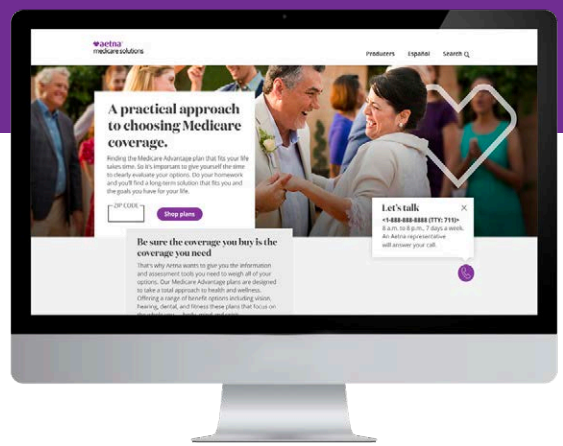 aetna
medicare solutions
Producers Español Search
A practical approach
to choosing Medicare
coverage.
Finding the Medicare Advantage plan that fits your life
takes time. So it's important to give yourself the time
to clearly evaluate your options. Do your homework
and you'll find a long-term solution that fits you and
the goals you have for your life.
ZIP CODE
Shop plans
Let's talk
<1-888-888-8888 (TTY: 711)>
8 a.m. to 8 p.m., 7 days a week.
An Aetna representative
will answer your call.
Be sure the coverage you buy is the
coverage you need
That's why Aetna wants to give you the information
and assessment tools you need to weigh all of your
options. Our Medicare Advantage plans are designed
to take a total approach to health and wellness.
Offering a range of benefit options including vision,
hearing, dental, and fitness these plans that focus on
the whole you — body, mind and spirit.